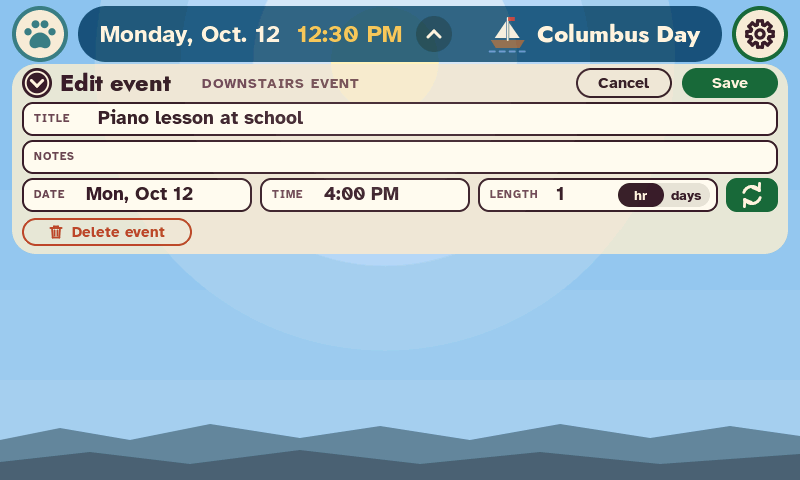 Monday, Oct. 12 12:30 PM Columbus Day
Edit event DOWNSTAIRS EVENT Cancel Save
TITLE Piano lesson at school
NOTES
DATE Mon, Oct 12 TIME 4:00 PM LENGTH 1 hr days
Delete event